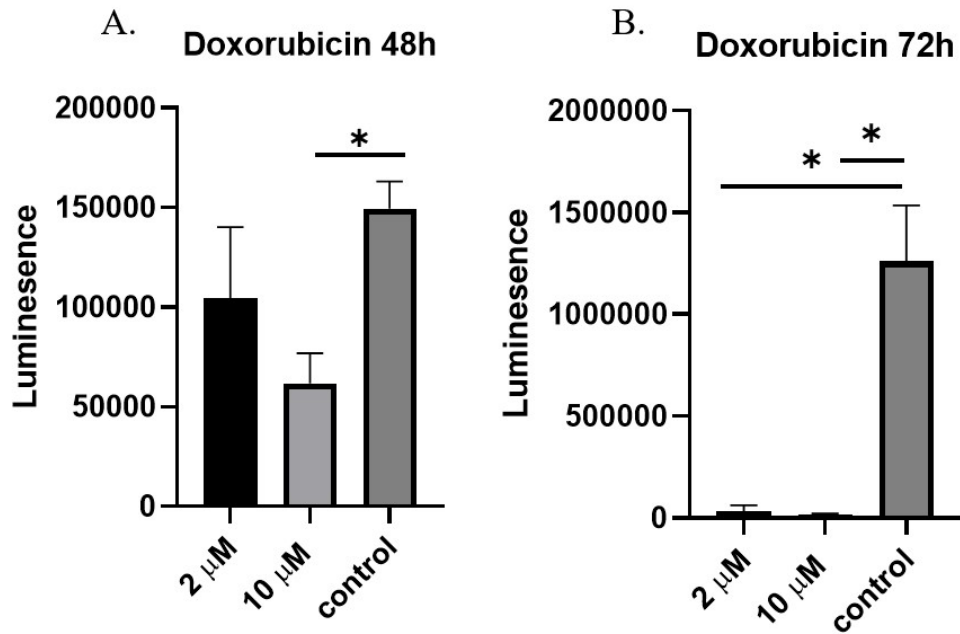 A.
Doxorubicin 48h
200000
150000
100000
50000
0
Luminesence
*
2 μM
10 μM
control
B.
Doxorubicin 72h
2000000
1500000
1000000
500000
0
Luminesence
*
*
2 μM
10 μM
control